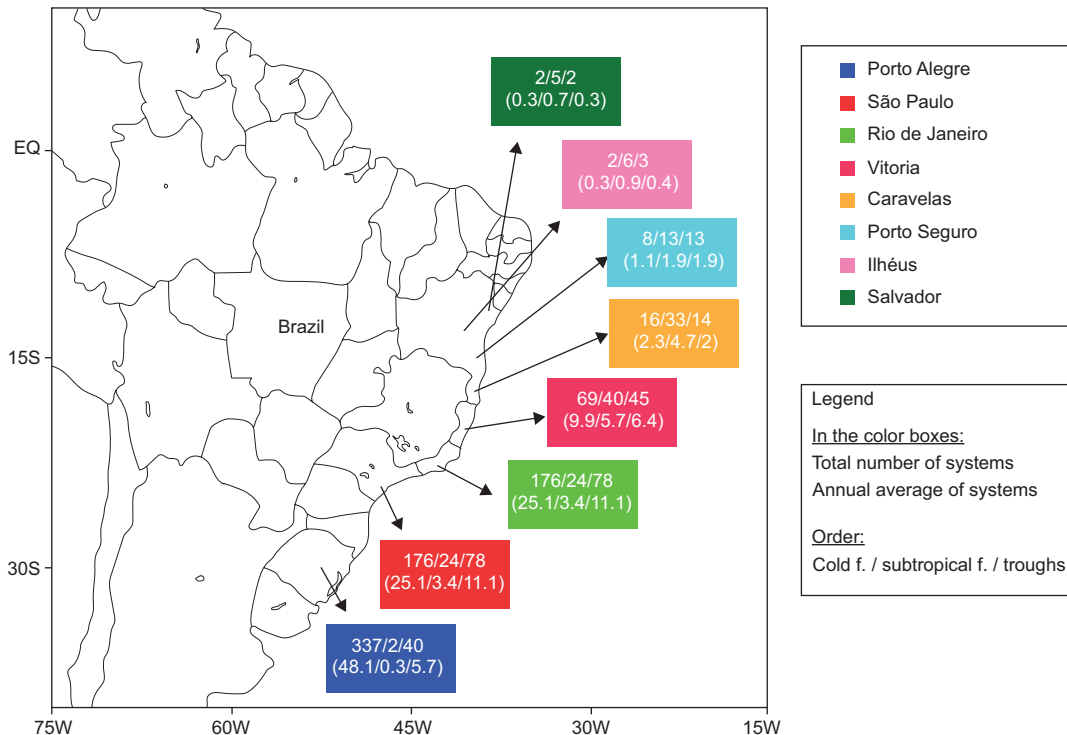 2/5/2
(0.3/0.7/0.3)
2/6/3
(0.3/0.9/0.4)
8/13/13
(1.1/1.9/1.9)
16/33/14
(2.3/4.7/2)
69/40/45
(9.9/5.7/6.4)
176/24/78
(25.1/3.4/11.1)
176/24/78
(25.1/3.4/11.1)
337/2/40
(48.1/0.3/5.7)
Brazil
EQ
15S
30S
75W
60W
45W
30W
15W
Porto Alegre
São Paulo
Rio de Janeiro
Vitoria
Caravelas
Porto Seguro
Ilhéus
Salvador
Legend
In the color boxes:
Total number of systems
Annual average of systems
Order:
Cold f. / subtropical f. / troughs